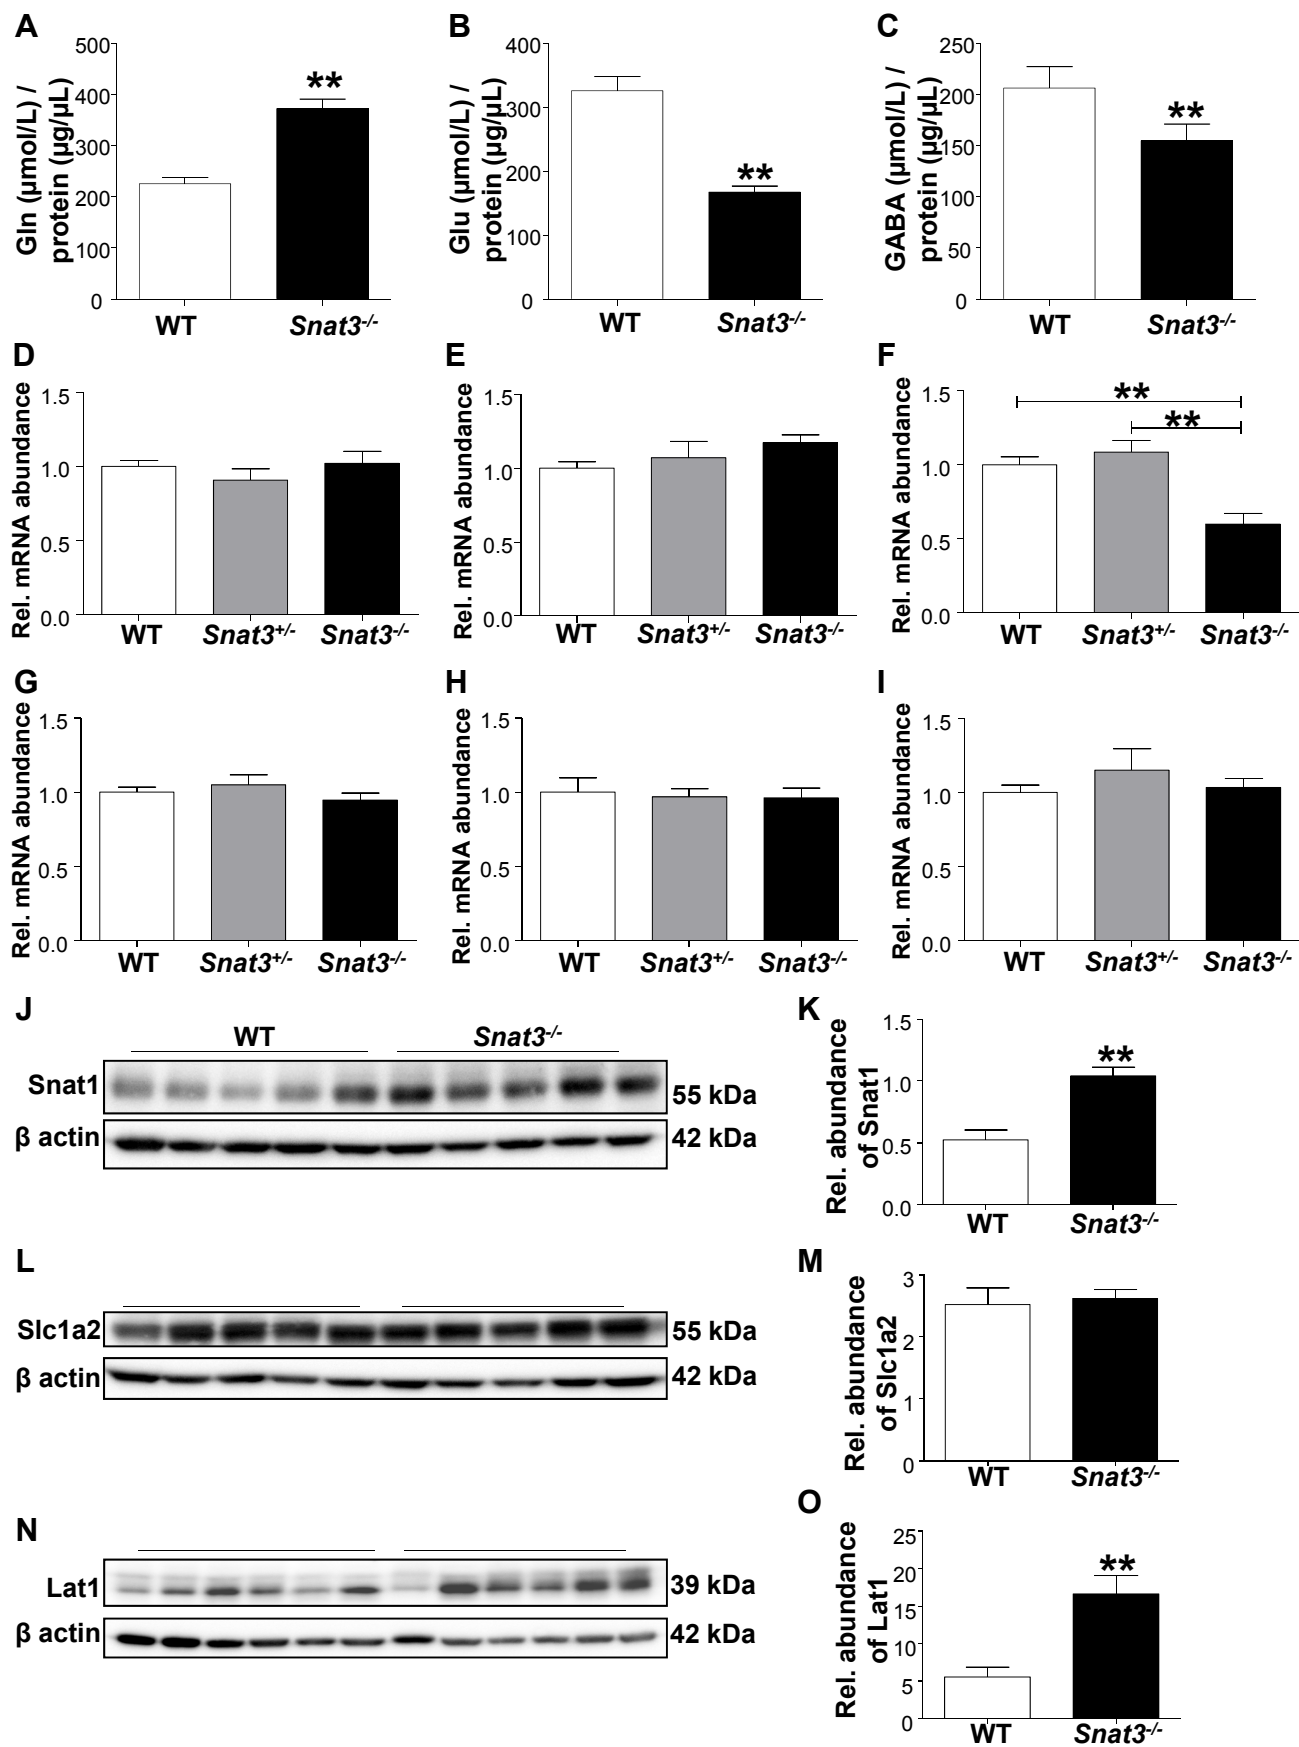 A
Gln (µmol/L) /
protein (µg/µL)
500
400
300
200
100
0
**
WT
Snat3-/-
B
Glu (µmol/L) /
protein (µg/µL)
400
300
200
100
0
**
WT
Snat3-/-
C
GABA (µmol/L) /
protein (µg/µL)
250
200
150
100
50
0
**
WT
Snat3-/-
D
Rel. mRNA abundance
1.5
1.0
0.5
0.0
WT
Snat3+/-
Snat3-/-
E
Rel. mRNA abundance
1.5
1.0
0.5
0.0
WT
Snat3+/-
Snat3-/-
F
Rel. mRNA abundance
1.5
1.0
0.5
0.0
**
**
WT
Snat3+/-
Snat3-/-
G
Rel. mRNA abundance
1.5
1.0
0.5
0.0
WT
Snat3+/-
Snat3-/-
H
Rel. mRNA abundance
1.5
1.0
0.5
0.0
WT
Snat3+/-
Snat3-/-
I
Rel. mRNA abundance
1.5
1.0
0.5
0.0
WT
Snat3+/-
Snat3-/-
J
WT
Snat3-/-
Snat1
55 kDa
β actin
42 kDa
K
Rel. abundance
of Snat1
1.5
1.0
0.5
0.0
**
WT
Snat3-/-
L
Slc1a2
55 kDa
β actin
42 kDa
M
Rel. abundance
of Slc1a2
3
2
1
0
WT
Snat3-/-
N
Lat1
39 kDa
β actin
42 kDa
O
Rel. abundance
of Lat1
25
20
15
10
5
0
**
WT
Snat3-/-